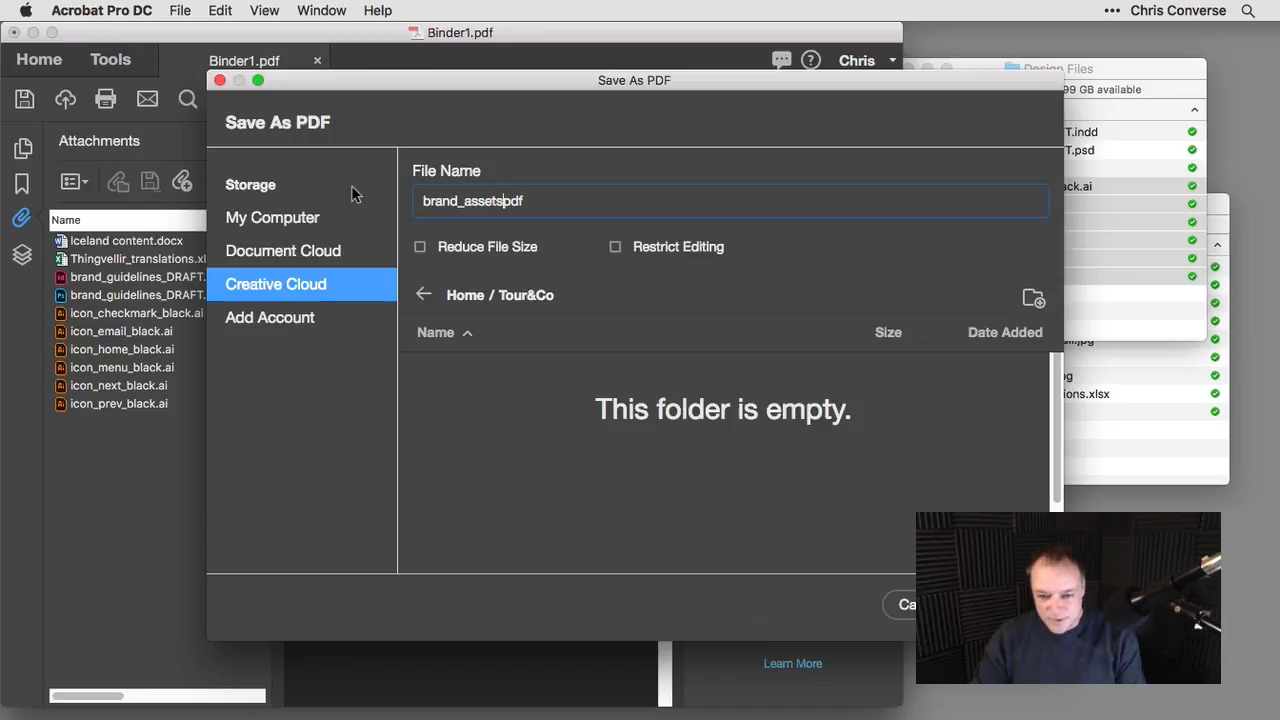 Acrobat Pro DC File Edit View Window Help ••• Chris Converse
Binder1.pdf
Home Tools Binder1.pdf × Chris
Design Files
Save As PDF
99 GB available
Save As PDF
Attachments
T.indd
T.psd
File Name
Storage
ck.ai
brand_assetspdf
My Computer
Name
Iceland content.docx
Reduce File Size Restrict Editing
Document Cloud
Thingvellir_translations.xl
brand_guidelines_DRAFT.
Creative Cloud
brand_guidelines_DRAFT.
Home / Tour&Co
icon_checkmark_black.ai
Add Account
icon_email_black.ai
Name Size Date Added
icon_home_black.ai
icon_menu_black.ai
icon_next_black.ai
ions.xlsx
icon_prev_black.ai
This folder is empty.
Ca
Learn More